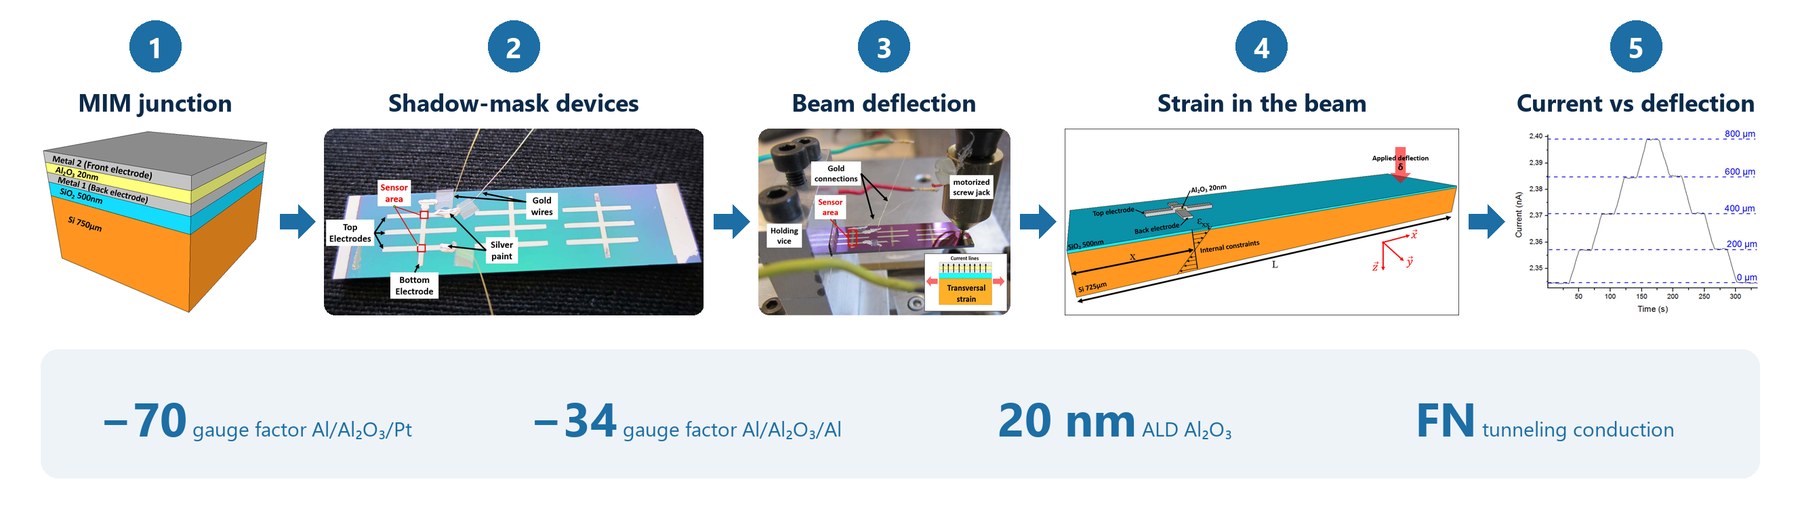 1
MIM junction
Metal 2 (Front electrode)
Al₂O₃ 20nm
Metal 1 (Back electrode)
SiO₂ 500nm
Si 750µm
2
Shadow-mask devices
Sensor
area
Gold
wires
Top
Electrodes
Silver
paint
Bottom
Electrode
3
Beam deflection
Gold
connections
Sensor
area
motorized
screw jack
Holding
vice
Current lines
Transversal
strain
4
Strain in the beam
Applied deflection
δ
Al₂O₃ 20nm
Top electrode
Back electrode
SiO₂ 500nm
Internal constraints
X
L
Si 725µm
x⃗
y⃗
z⃗
5
Current vs deflection
2.40
2.39
2.38
2.37
2.36
2.35
Current (nA)
800 µm
600 µm
400 µm
200 µm
0 µm
50 100 150 200 250 300
Time (s)
−70 gauge factor Al/Al₂O₃/Pt
−34 gauge factor Al/Al₂O₃/Al
20 nm ALD Al₂O₃
FN tunneling conduction